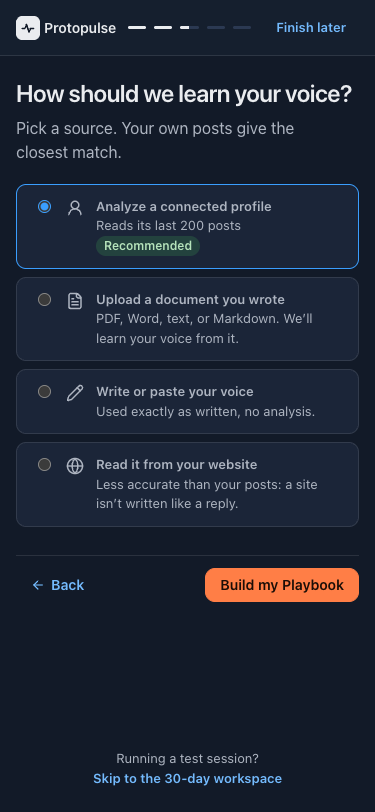 Protopulse
Finish later
How should we learn your voice?
Pick a source. Your own posts give the
closest match.
Analyze a connected profile
Reads its last 200 posts
Recommended
Upload a document you wrote
PDF, Word, text, or Markdown. We’ll
learn your voice from it.
Write or paste your voice
Used exactly as written, no analysis.
Read it from your website
Less accurate than your posts: a site
isn’t written like a reply.
← Back
Build my Playbook
Running a test session?
Skip to the 30-day workspace